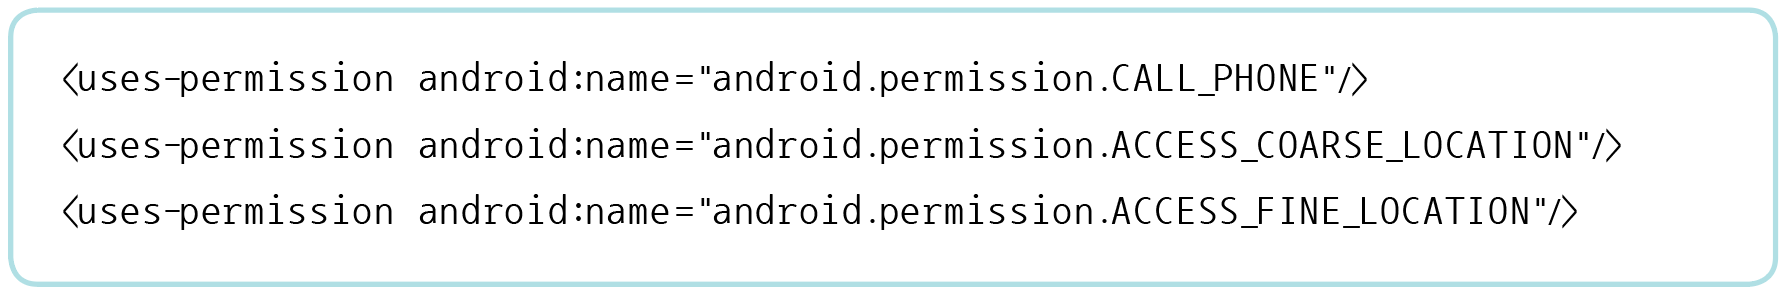 <uses-permission android:name="android.permission.CALL_PHONE"/>
<uses-permission android:name="android.permission.ACCESS_COARSE_LOCATION"/>
<uses-permission android:name="android.permission.ACCESS_FINE_LOCATION"/>